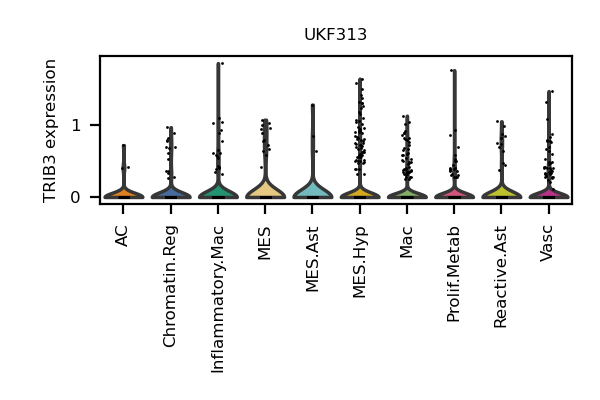 UKF313
TRIB3 expression
1
0
AC
Chromatin.Reg
Inflammatory.Mac
MES
MES.Ast
MES.Hyp
Mac
Prolif.Metab
Reactive.Ast
Vasc